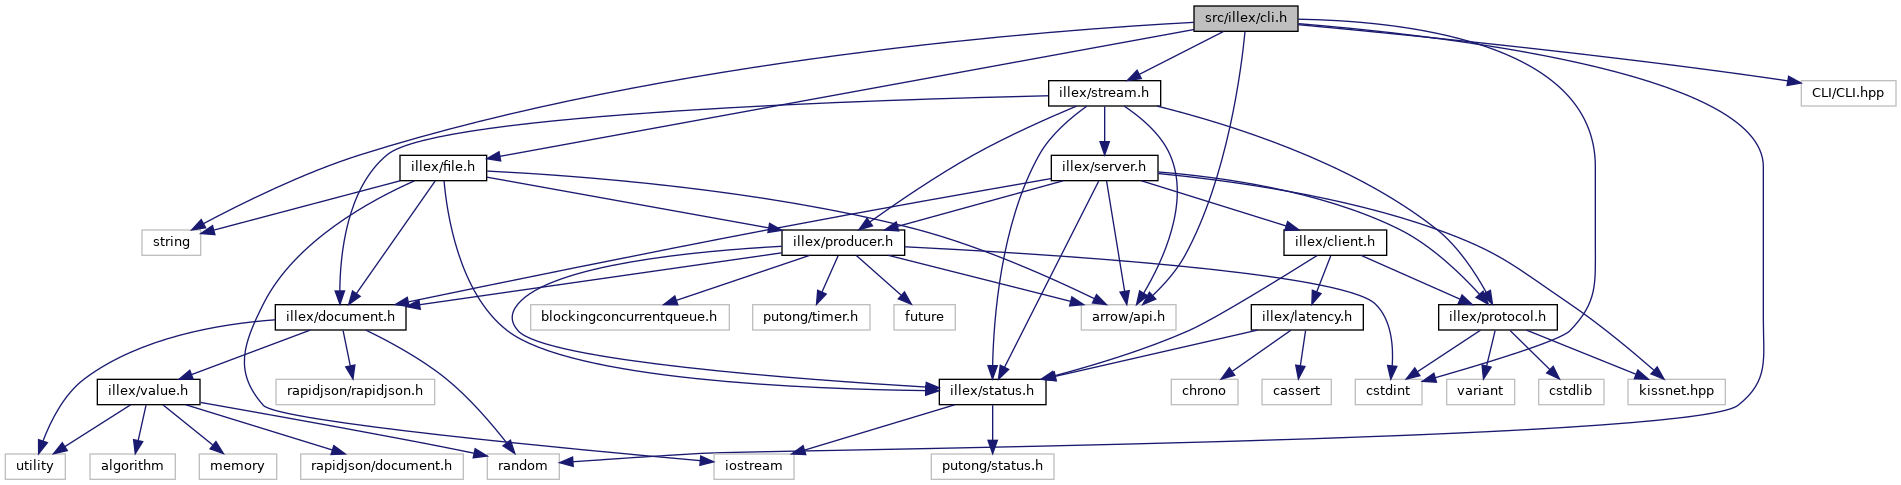 src/illex/cli.h
illex/stream.h
CLI/CLI.hpp
illex/file.h
illex/server.h
string
illex/producer.h
illex/client.h
illex/document.h
blockingconcurrentqueue.h
putong/timer.h
future
arrow/api.h
illex/latency.h
illex/protocol.h
illex/value.h
rapidjson/rapidjson.h
illex/status.h
chrono
cassert
cstdint
variant
cstdlib
kissnet.hpp
utility
algorithm
memory
rapidjson/document.h
random
iostream
putong/status.h